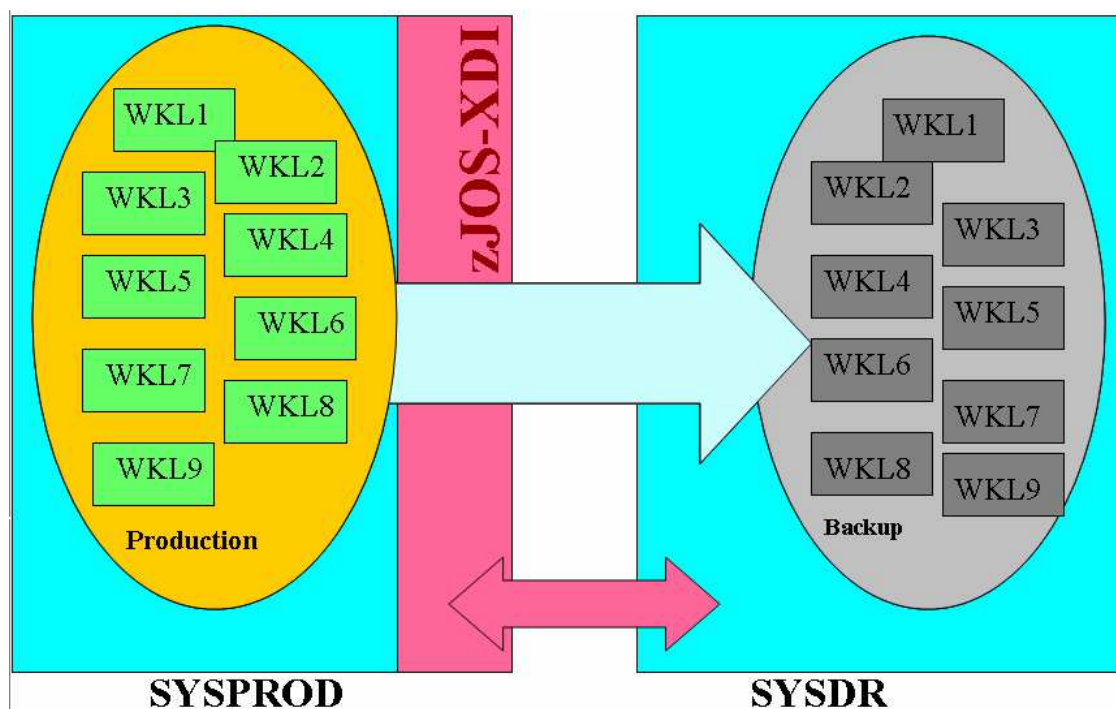 WKL1
WKL2
WKL3
WKL4
WKL5
WKL6
WKL7
WKL8
WKL9
Production
zJOS-XDI
WKL1
WKL2
WKL3
WKL4
WKL5
WKL6
WKL7
WKL8
WKL9
Backup
SYSPROD
SYSDR